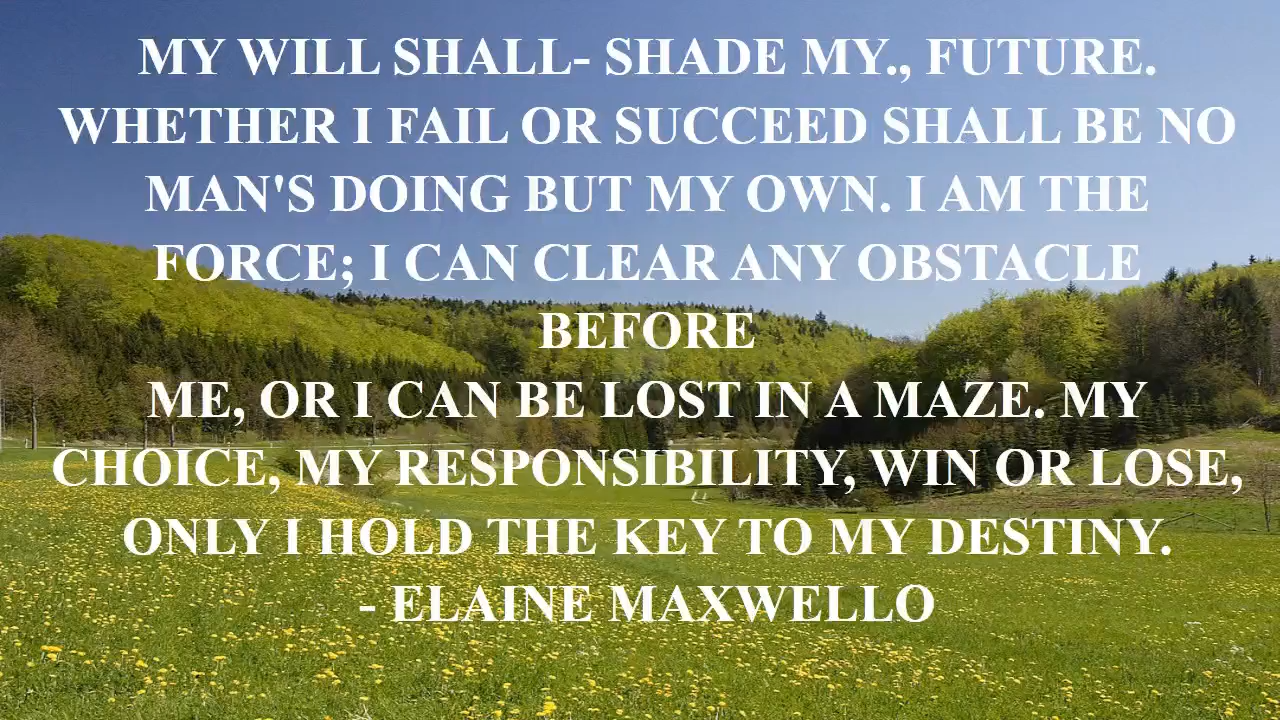 MY WILL SHALL- SHADE MY., FUTURE.
WHETHER I FAIL OR SUCCEED SHALL BE NO
MAN'S DOING BUT MY OWN. I AM THE
FORCE; I CAN CLEAR ANY OBSTACLE
BEFORE
ME, OR I CAN BE LOST IN A MAZE. MY
CHOICE, MY RESPONSIBILITY, WIN OR LOSE,
ONLY I HOLD THE KEY TO MY DESTINY.
- ELAINE MAXWELLO